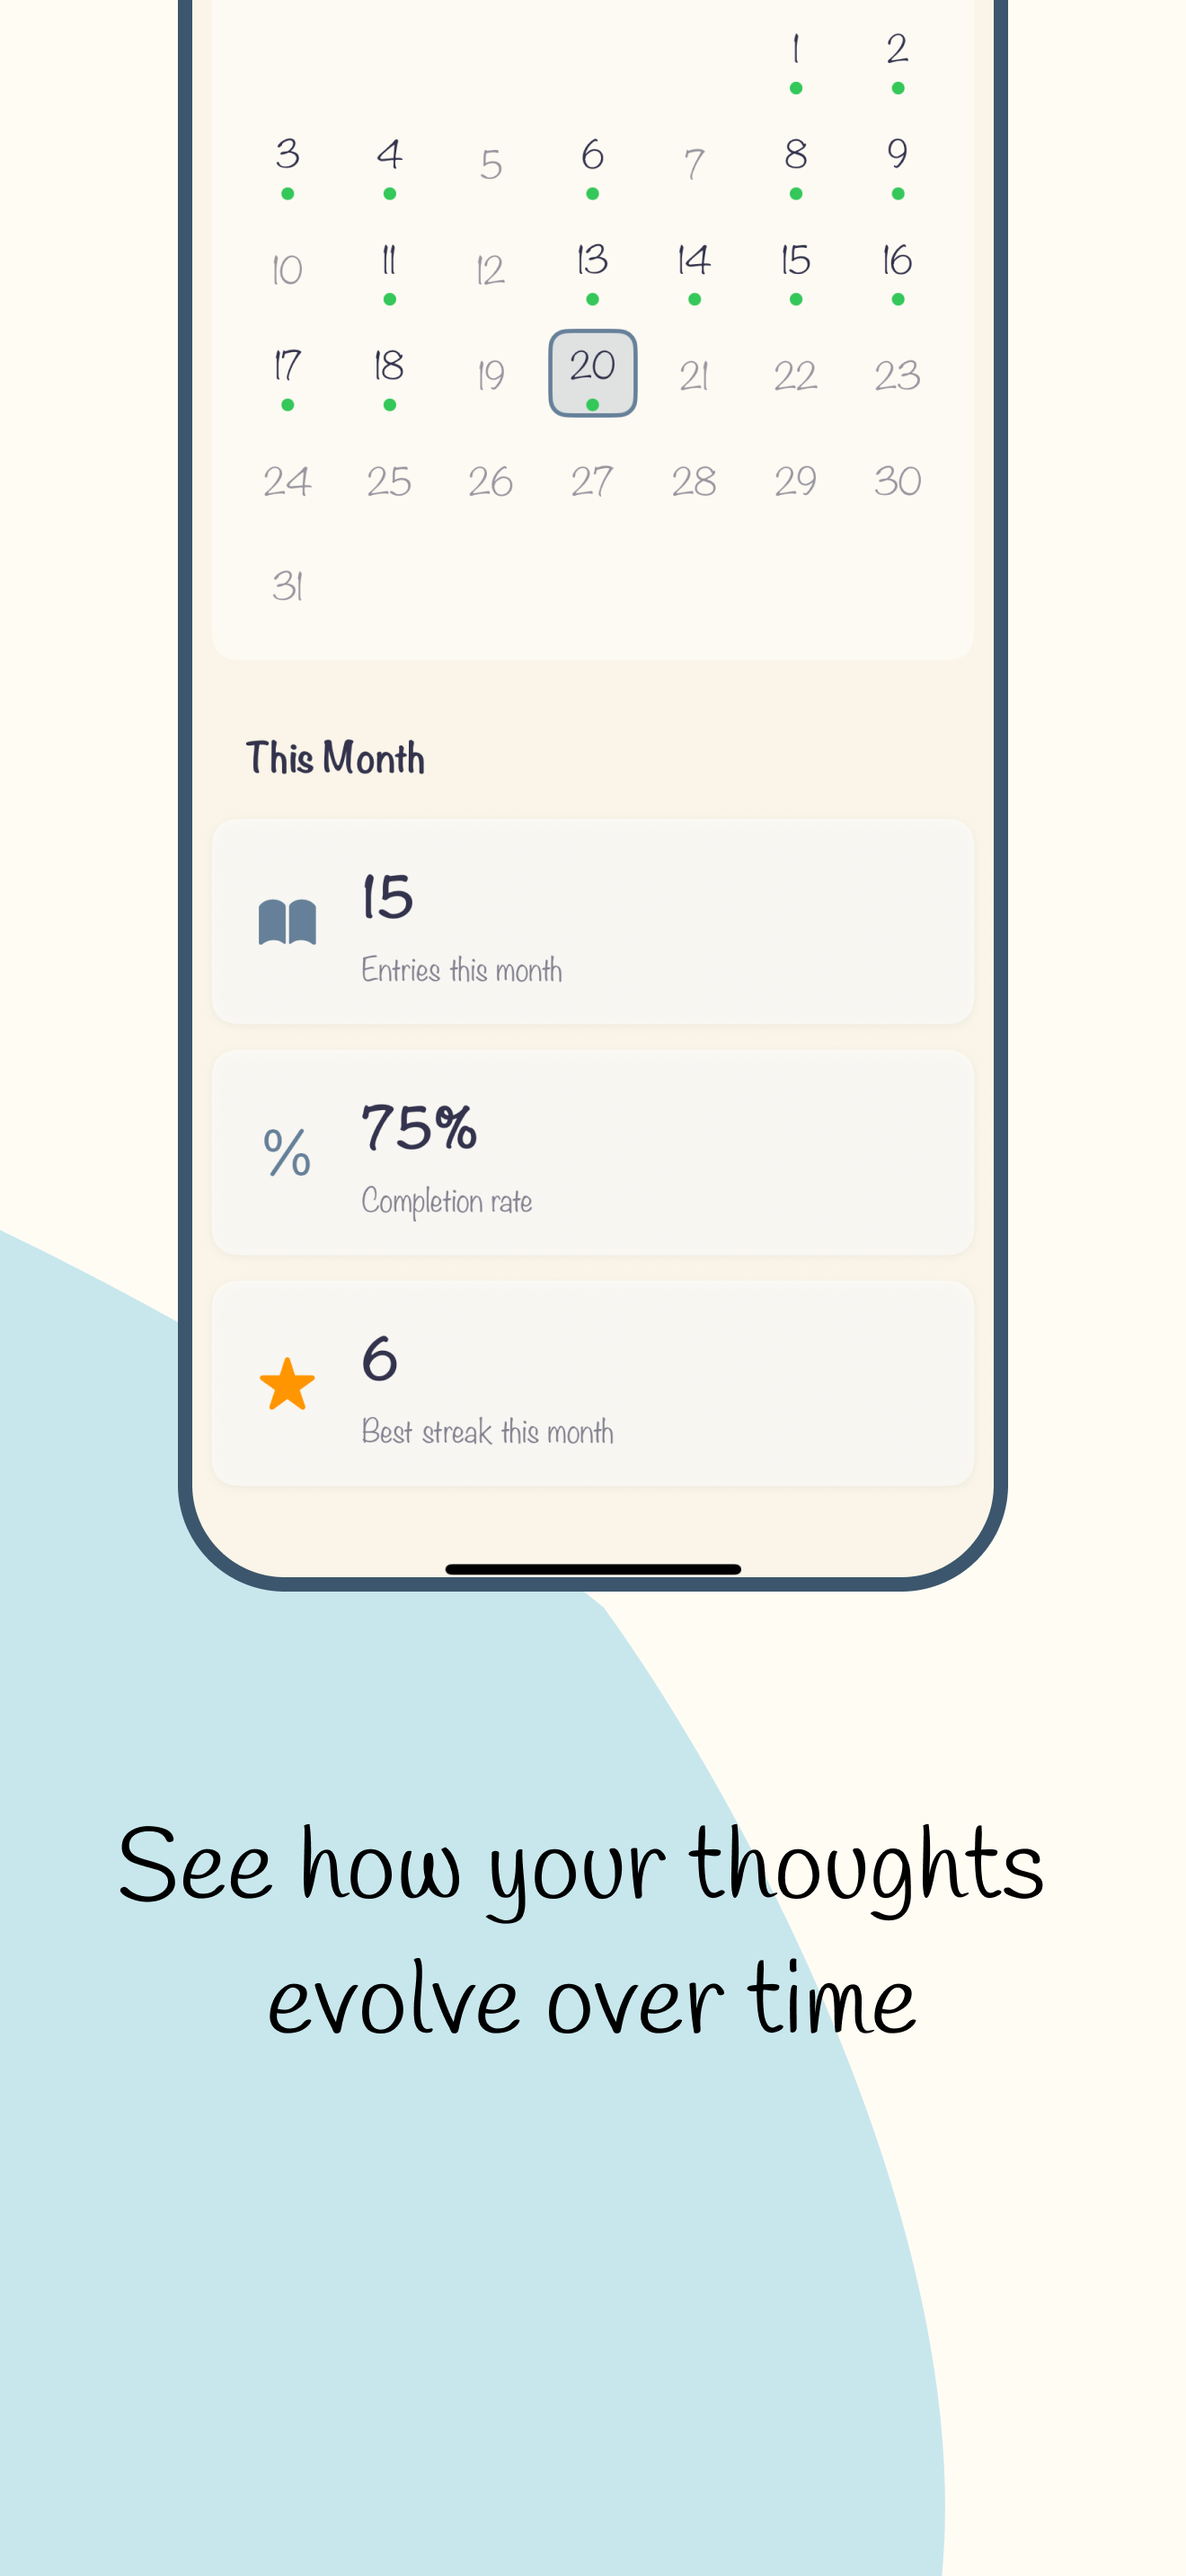 1 2
3 4 5 6 7 8 9
10 11 12 13 14 15 16
17 18 19 20 21 22 23
24 25 26 27 28 29 30
31
This Month
15
Entries this month
%
75%
Completion rate
6
Best streak this month
See how your thoughts
evolve over time